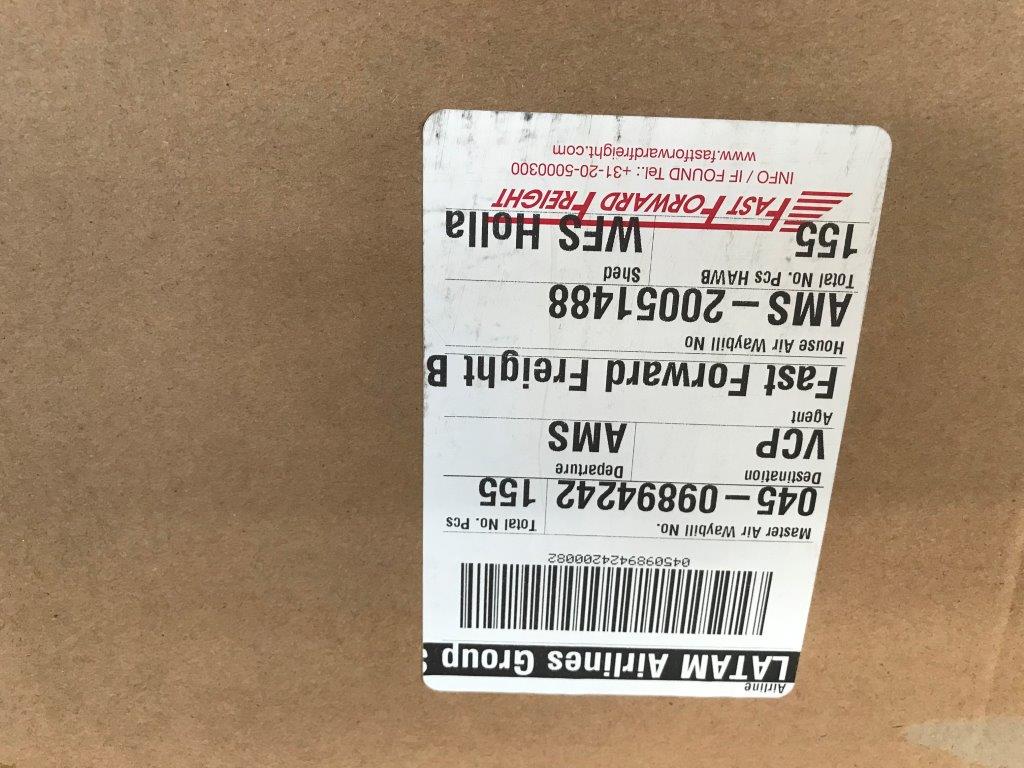 Airline
LATAM Airlines Group S
0450989424200082
Master Air Waybill No. Total No. Pcs
045-09894242 155
Destination Departure
VCP AMS
Agent
Fast Forward Freight B
House Air Waybill No
AMS-20051488
Total No. Pcs HAWB Shed
155 WFS Holla
FAST FORWARD FREIGHT
INFO / IF FOUND Tel.: +31-20-5000300
www.fastforwardfreight.com